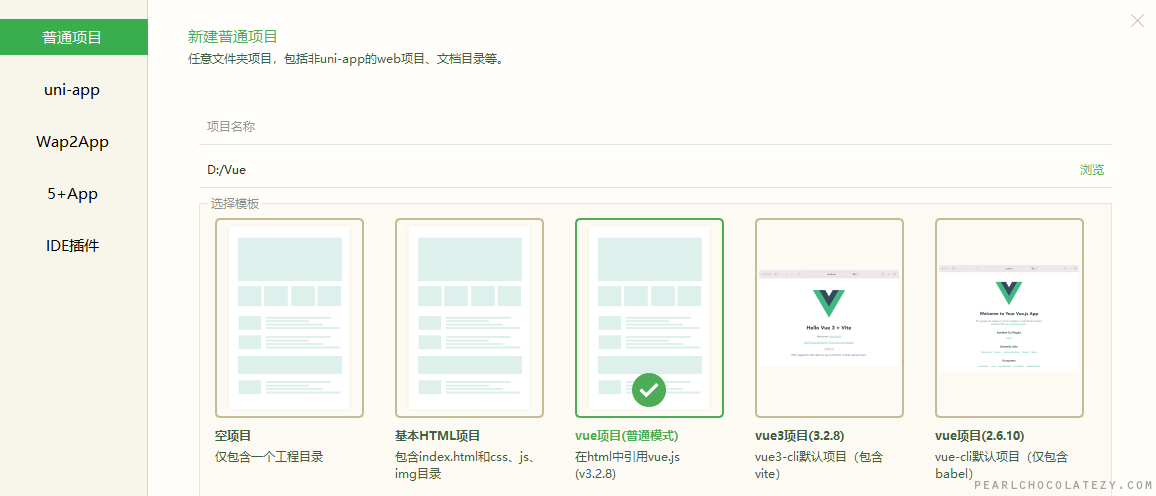 普通项目
uni-app
Wap2App
5+App
IDE插件
新建普通项目
任意文件夹项目，包括非uni-app的web项目、文档目录等。
项目名称
D:/Vue
浏览
选择模板
空项目
仅包含一个工程目录
基本HTML项目
包含index.html和css、js、
img目录
vue项目(普通模式)
在html中引用vue.js
(v3.2.8)
Hello Vue 3 + Vite
vue3项目(3.2.8)
vue3-cli默认项目（包含
vite）
Welcome to Your Vue.js App
vue项目(2.6.10)
vue-cli默认项目（仅包含
babel）
PEARLCHOCOLATEZY.COM